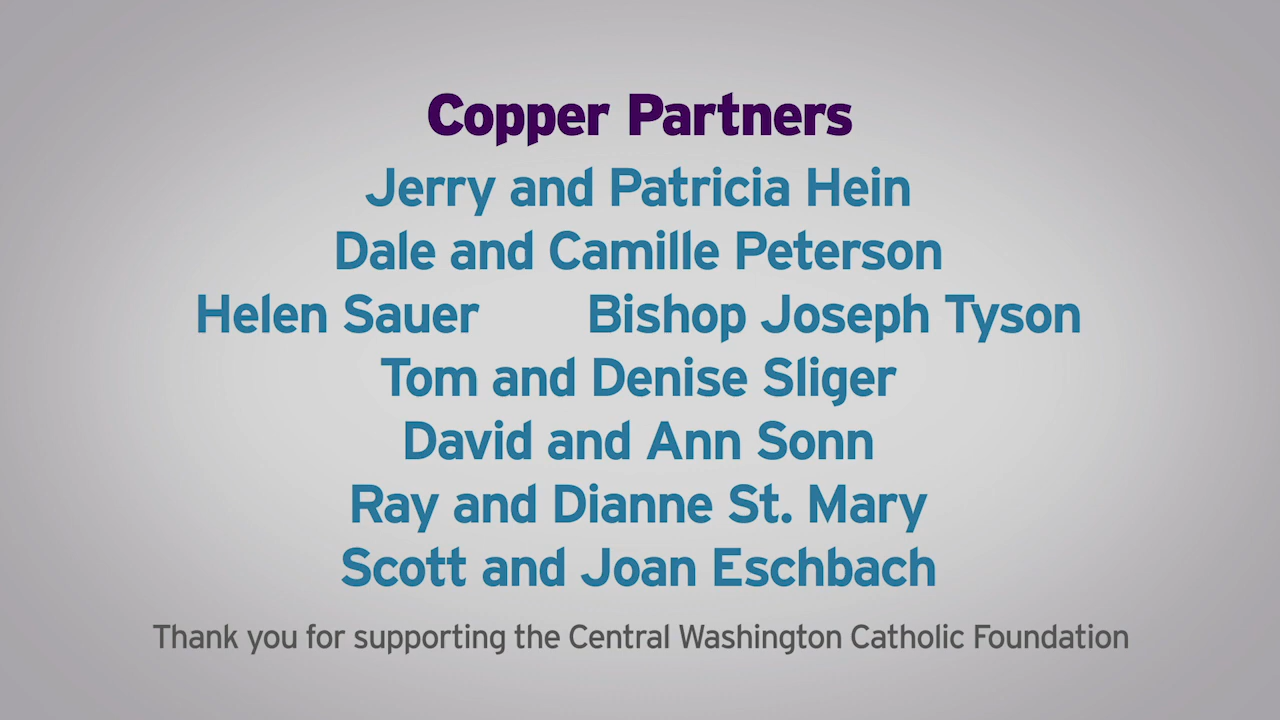 Copper Partners
Jerry and Patricia Hein
Dale and Camille Peterson
Helen Sauer Bishop Joseph Tyson
Tom and Denise Sliger
David and Ann Sonn
Ray and Dianne St. Mary
Scott and Joan Eschbach
Thank you for supporting the Central Washington Catholic Foundation